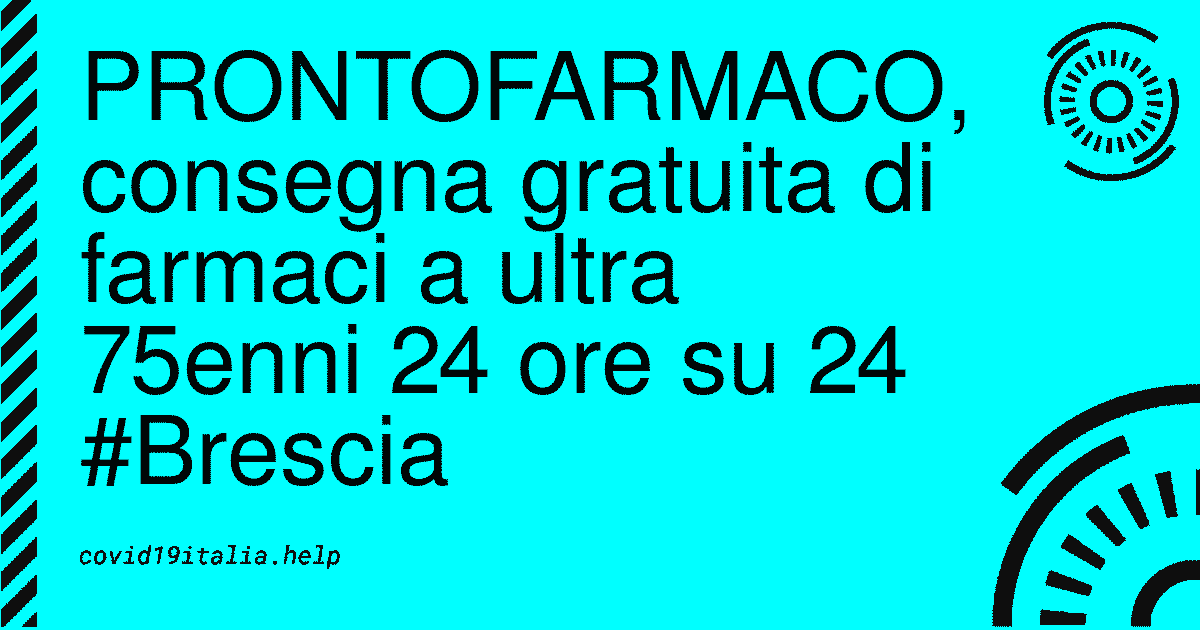 PRONTOFARMACO,
consegna gratuita di
farmaci a ultra
75enni 24 ore su 24
#Brescia
covid19italia.help